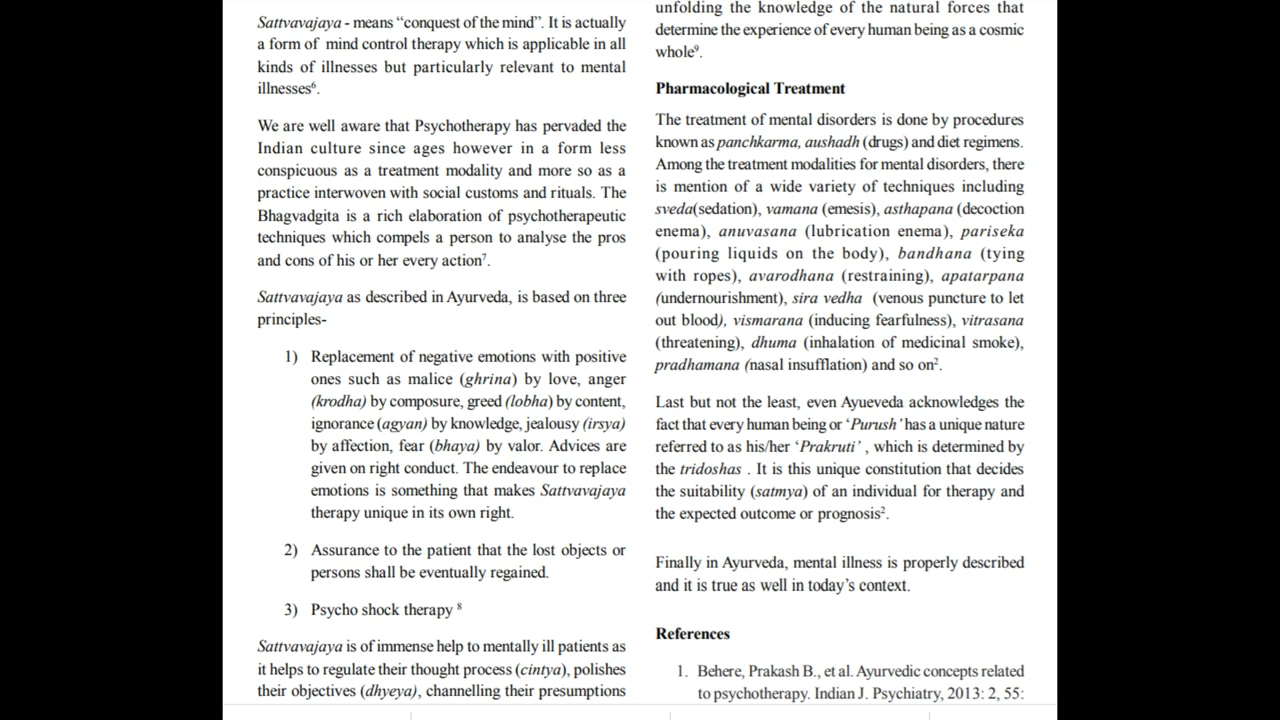 Sattvavajaya - means “conquest of the mind”. It is actually
a form of mind control therapy which is applicable in all
kinds of illnesses but particularly relevant to mental
illnesses⁶.
We are well aware that Psychotherapy has pervaded the
Indian culture since ages however in a form less
conspicuous as a treatment modality and more so as a
practice interwoven with social customs and rituals. The
Bhagvadgita is a rich elaboration of psychotherapeutic
techniques which compels a person to analyse the pros
and cons of his or her every action⁷.
Sattvavajaya as described in Ayurveda, is based on three
principles-
1) Replacement of negative emotions with positive
ones such as malice (ghrina) by love, anger
(krodha) by composure, greed (lobha) by content,
ignorance (agyan) by knowledge, jealousy (irsya)
by affection, fear (bhaya) by valor. Advices are
given on right conduct. The endeavour to replace
emotions is something that makes Sattvavajaya
therapy unique in its own right.
2) Assurance to the patient that the lost objects or
persons shall be eventually regained.
3) Psycho shock therapy ⁸
Sattvavajaya is of immense help to mentally ill patients as
it helps to regulate their thought process (cintya), polishes
their objectives (dhyeya), channelling their presumptions
unfolding the knowledge of the natural forces that
determine the experience of every human being as a cosmic
whole⁹.
Pharmacological Treatment
The treatment of mental disorders is done by procedures
known as panchkarma, aushadh (drugs) and diet regimens.
Among the treatment modalities for mental disorders, there
is mention of a wide variety of techniques including
sveda(sedation), vamana (emesis), asthapana (decoction
enema), anuvasana (lubrication enema), pariseka
(pouring liquids on the body), bandhana (tying
with ropes), avarodhana (restraining), apatarpana
(undernourishment), sira vedha (venous puncture to let
out blood), vismarana (inducing fearfulness), vitrasana
(threatening), dhuma (inhalation of medicinal smoke),
pradhamana (nasal insufflation) and so on².
Last but not the least, even Ayueveda acknowledges the
fact that every human being or ‘Purush’ has a unique nature
referred to as his/her ‘Prakruti’ , which is determined by
the tridoshas . It is this unique constitution that decides
the suitability (satmya) of an individual for therapy and
the expected outcome or prognosis².
Finally in Ayurveda, mental illness is properly described
and it is true as well in today’s context.
References
1. Behere, Prakash B., et al. Ayurvedic concepts related
to psychotherapy. Indian J. Psychiatry, 2013: 2, 55: